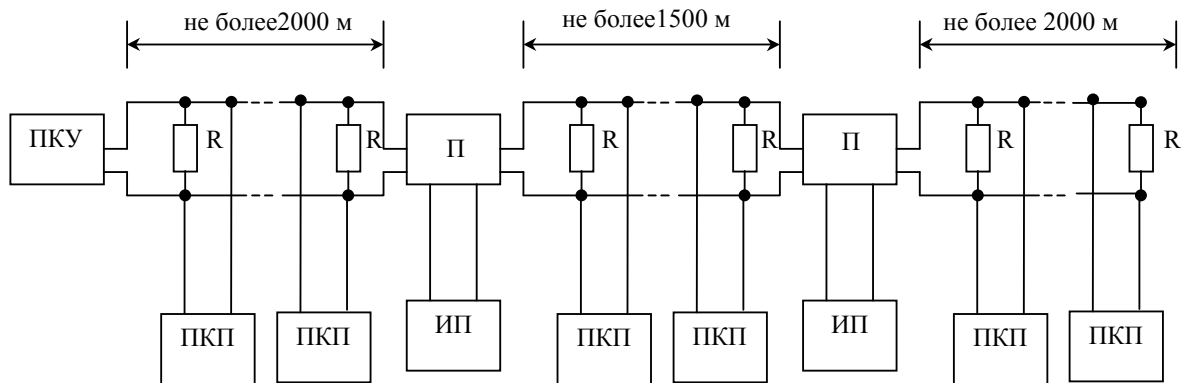 не более2000 м
не более1500 м
не более 2000 м
ПКУ
R
R
П
R
R
П
R
R
ПКП
ПКП
ИП
ПКП
ПКП
ИП
ПКП
ПКП